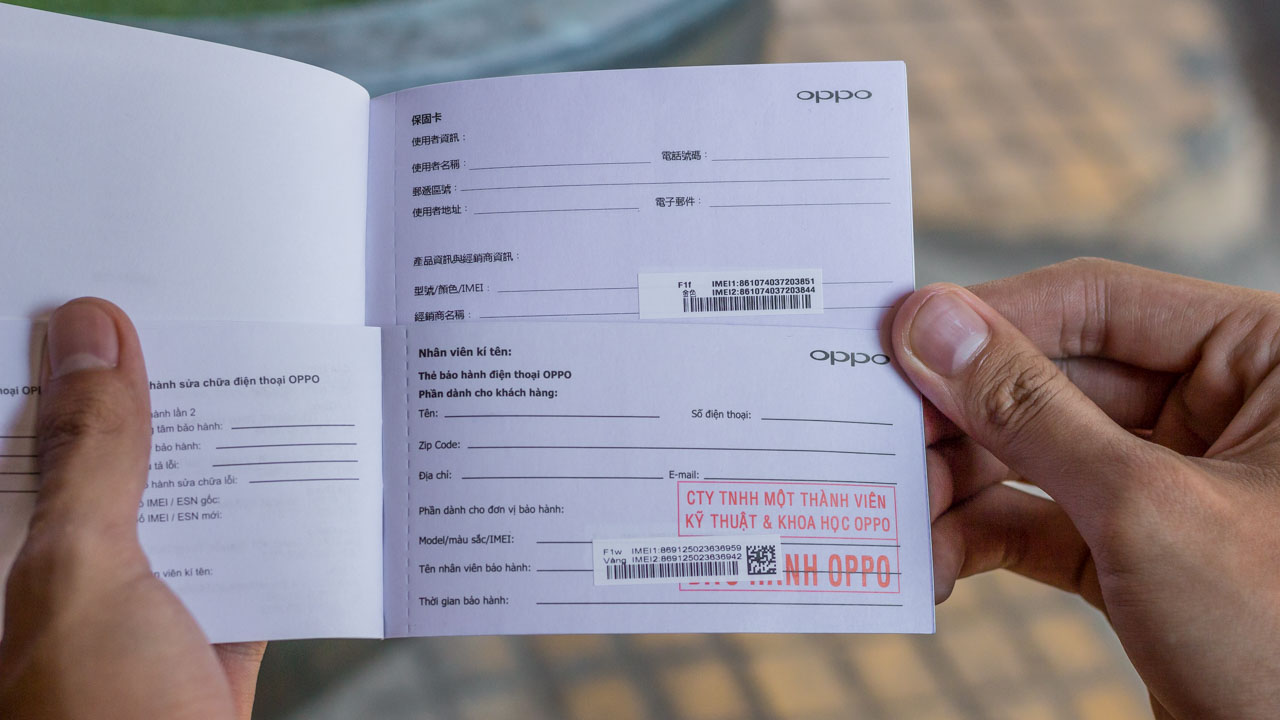 oppo
保固卡
使用者資訊：
使用者名稱： 電話號碼：
郵遞區號：
使用者地址： 電子郵件：
產品資訊與經銷商資訊：
型號/顏色/IMEI：
F1f IMEI1:861074037203851
金色 IMEI2:861074037203844
經銷商名稱：
oppo
Nhân viên kí tên:
Thẻ bảo hành điện thoại OPPO
Phần dành cho khách hàng:
Tên: Số điện thoại:
Zip Code:
Địa chỉ: E-mail:
CTY TNHH MỘT THÀNH VIÊN
KỸ THUẬT & KHOA HỌC OPPO
Phần dành cho đơn vị bảo hành:
Model/màu sắc/IMEI:
F1w IMEI1:869125023636959
Vàng IMEI2:869125023636942
Tên nhân viên bảo hành:
OPPO
Thời gian bảo hành:
hành sửa chữa điện thoại OPPO
lần 2
tâm bảo hành:
bảo hành:
tả lỗi:
hành sửa chữa lỗi:
IMEI / ESN gốc:
IMEI / ESN mới:
viên kí tên: